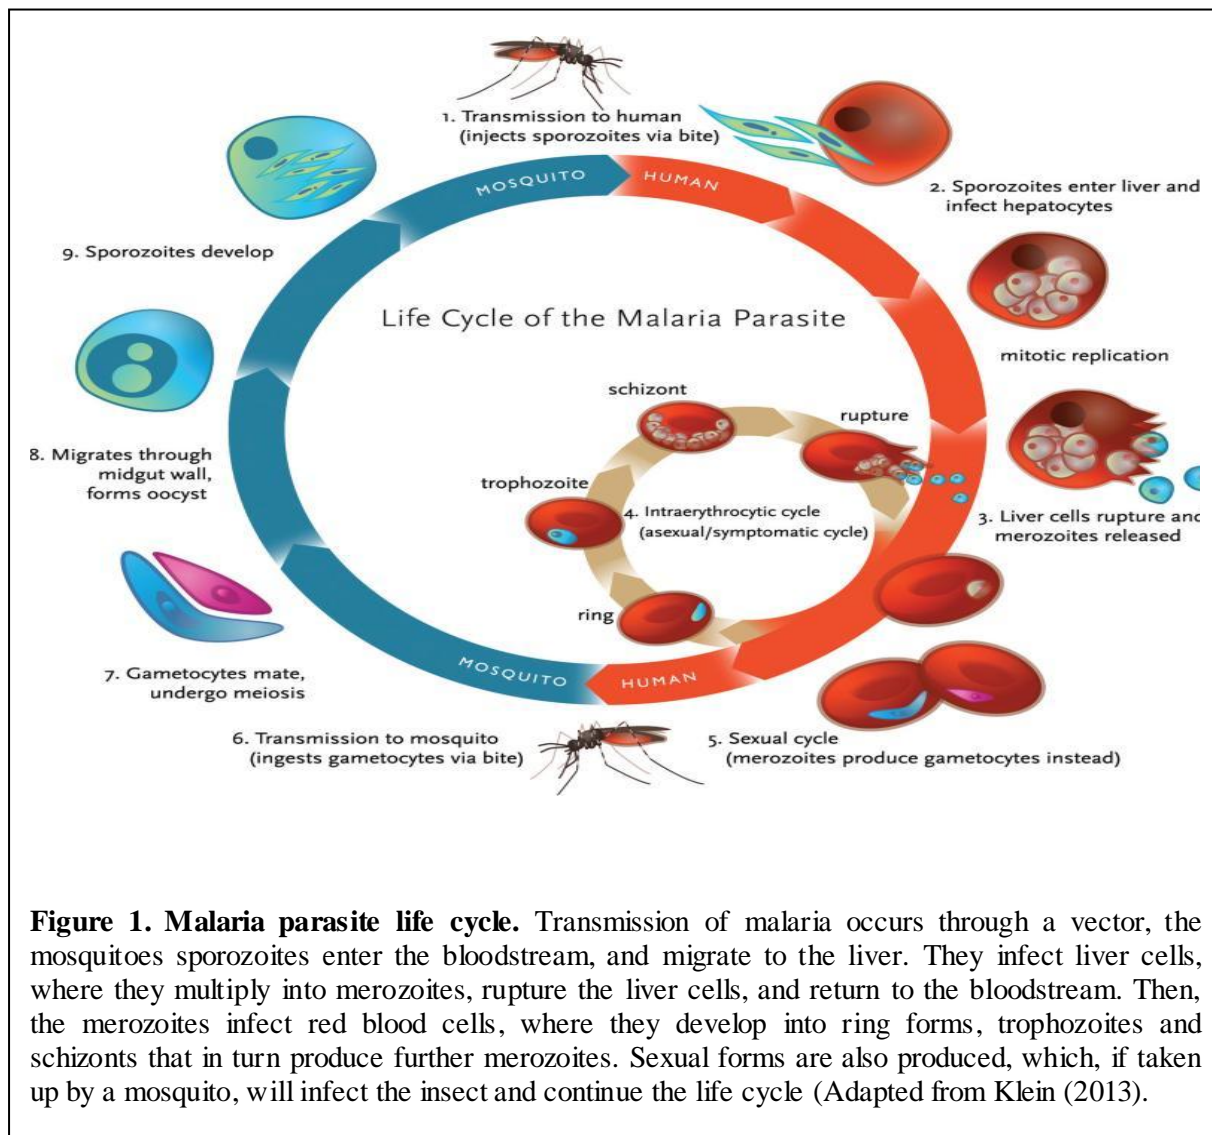 1. Transmission to human
(injects sporozoites via bite)
MOSQUITO
HUMAN
2. Sporozoites enter liver and
infect hepatocytes
9. Sporozoites develop
Life Cycle of the Malaria Parasite
mitotic replication
schizont
rupture
8. Migrates through
midgut wall,
forms oocyst
trophozoite
4. Intraerythrocytic cycle
(asexual/symptomatic cycle)
3. Liver cells rupture and
merozoites released
ring
7. Gametocytes mate,
undergo meiosis
MOSQUITO
HUMAN
6. Transmission to mosquito
(ingests gametocytes via bite)
5. Sexual cycle
(merozoites produce gametocytes instead)
Figure 1. Malaria parasite life cycle. Transmission of malaria occurs through a vector, the
mosquitoes sporozoites enter the bloodstream, and migrate to the liver. They infect liver cells,
where they multiply into merozoites, rupture the liver cells, and return to the bloodstream. Then,
the merozoites infect red blood cells, where they develop into ring forms, trophozoites and
schizonts that in turn produce further merozoites. Sexual forms are also produced, which, if taken
up by a mosquito, will infect the insect and continue the life cycle (Adapted from Klein (2013).